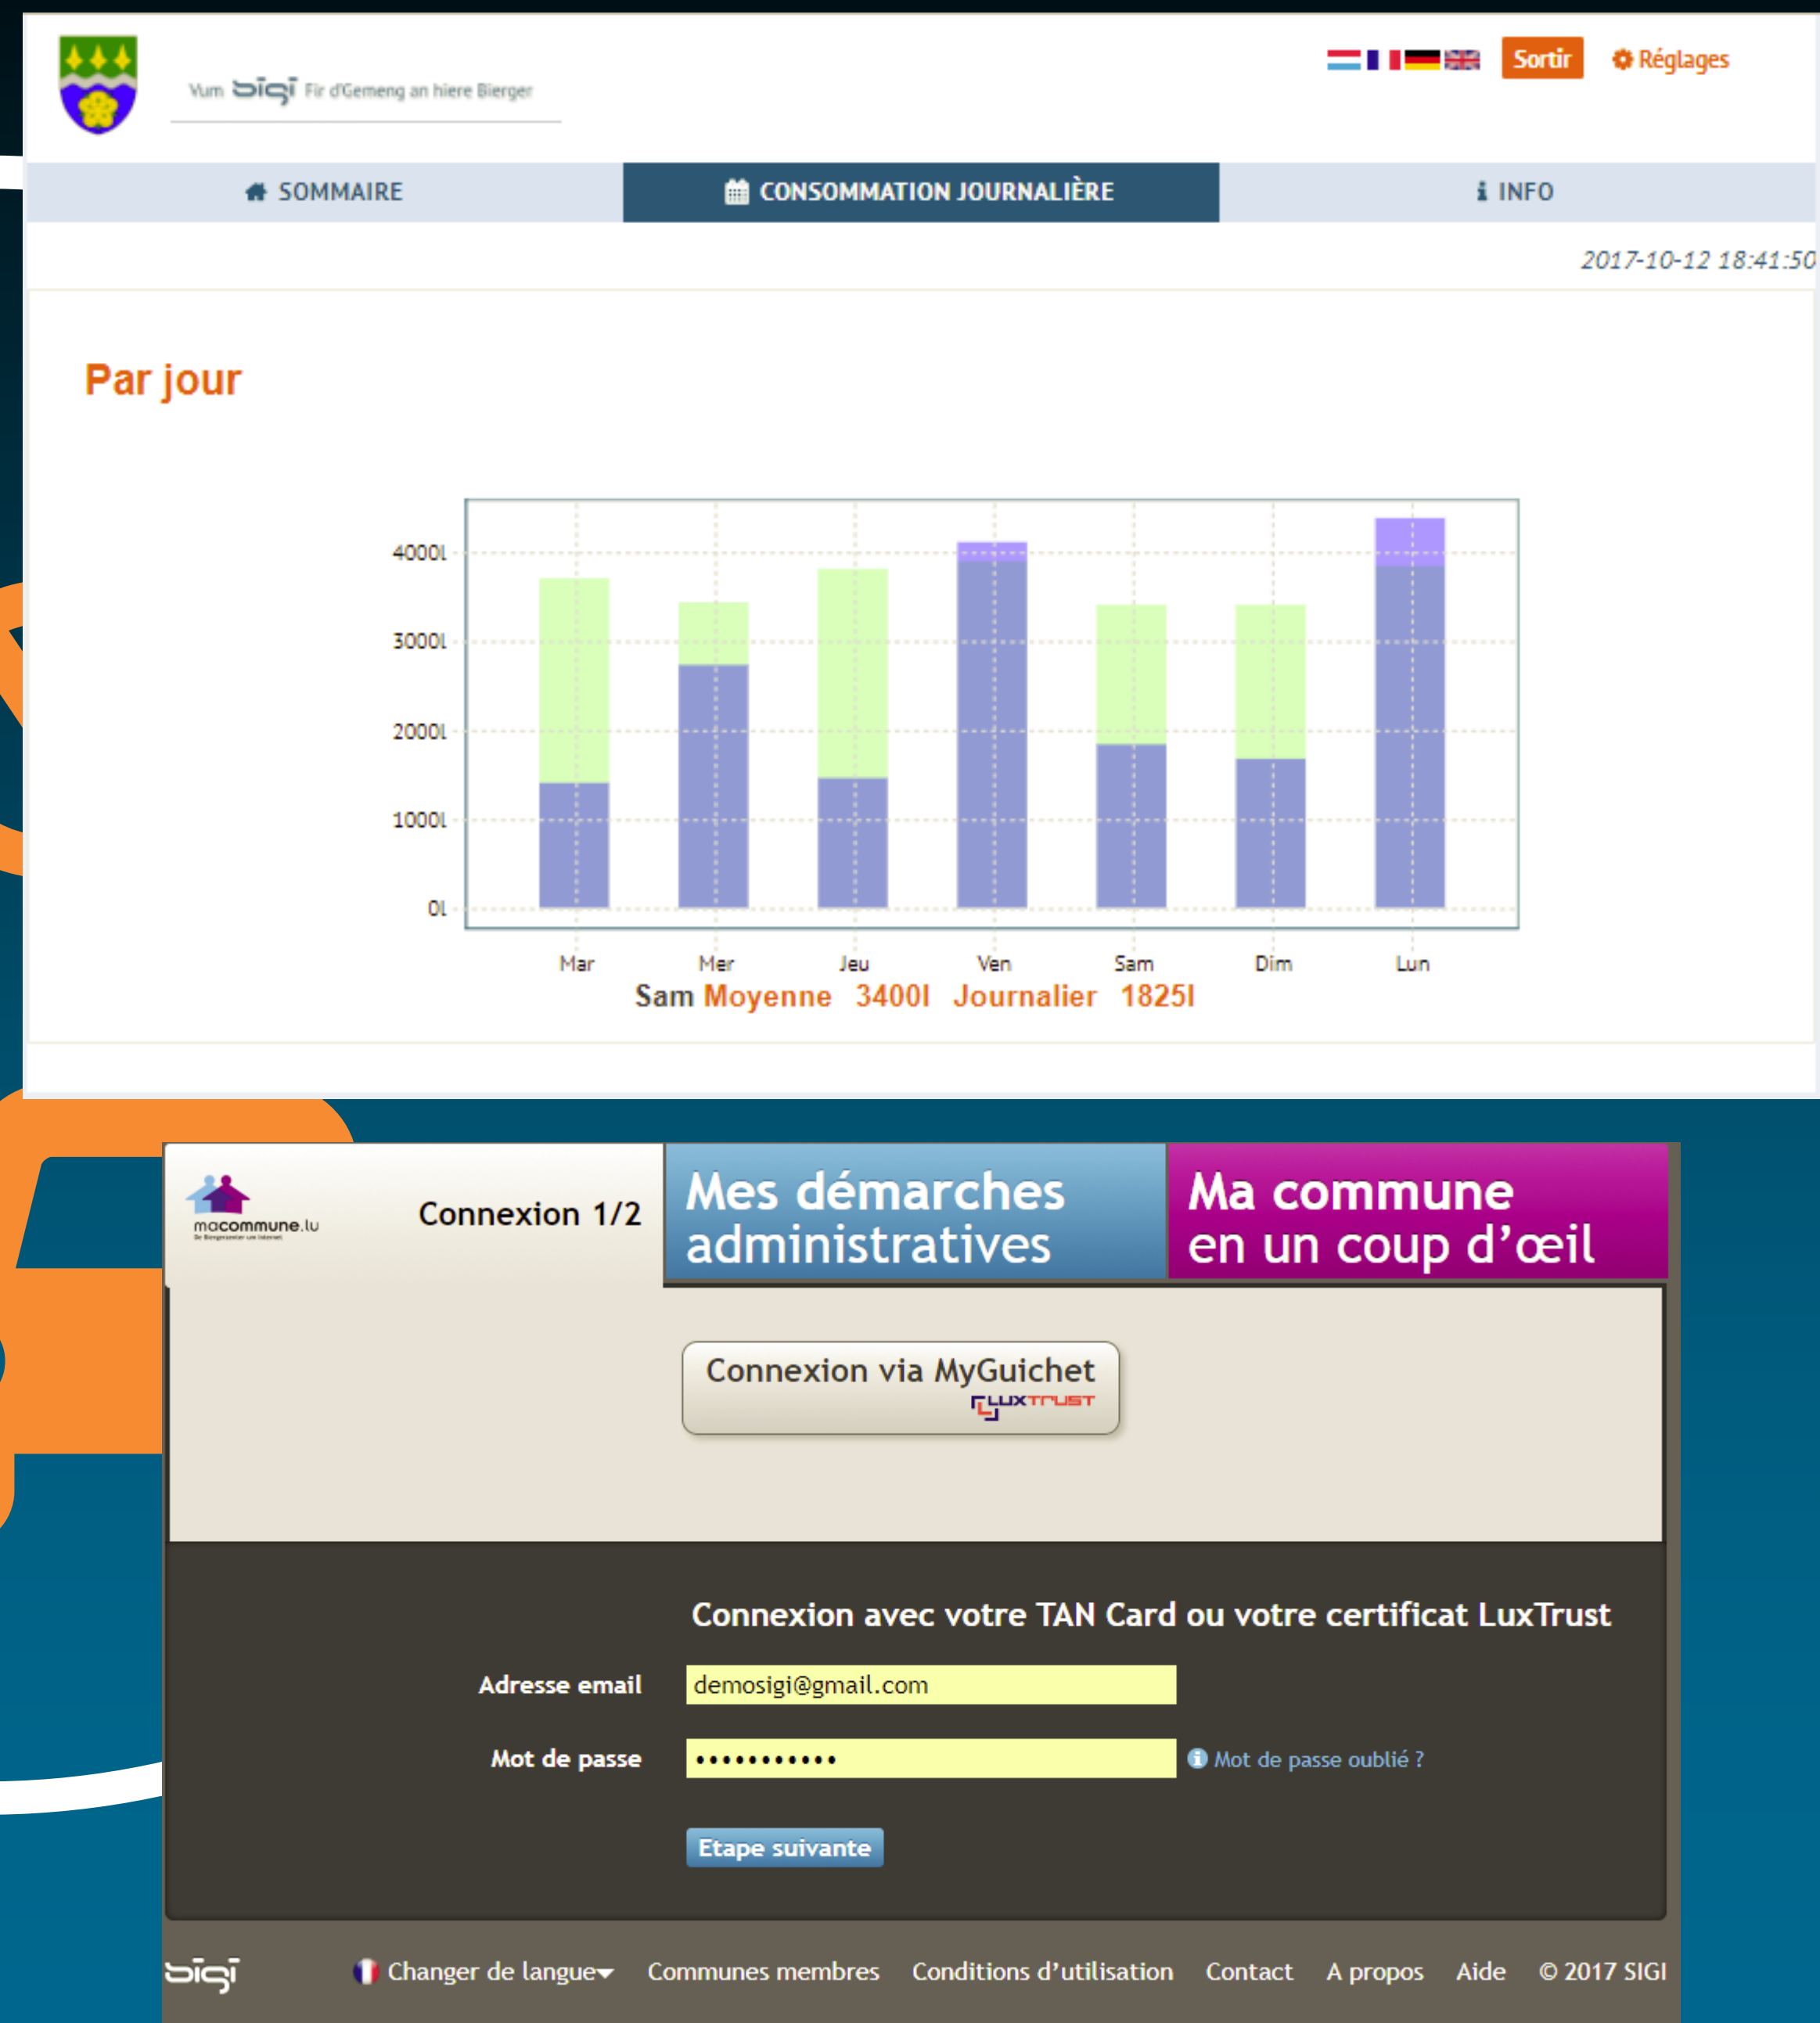 Vum sigi Fir d'Gemeng an hiere Bierger
Sortir
Réglages
SOMMAIRE
CONSOMMATION JOURNALIÈRE
INFO
2017-10-12 18:41:50
Par jour
4000l
3000l
2000l
1000l
0l
Mar Mer Jeu Ven Sam Dim Lun
Sam Moyenne 3400l Journalier 1825l
macommune.lu
De Biergercenter um Internet
Connexion 1/2
Mes démarches
administratives
Ma commune
en un coup d'œil
Connexion via MyGuichet
LUXTRUST
Connexion avec votre TAN Card ou votre certificat LuxTrust
Adresse email
demosigi@gmail.com
Mot de passe
•••••••••••
Mot de passe oublié ?
Etape suivante
sigi
Changer de langue
Communes membres
Conditions d'utilisation
Contact
A propos
Aide
© 2017 SIGI